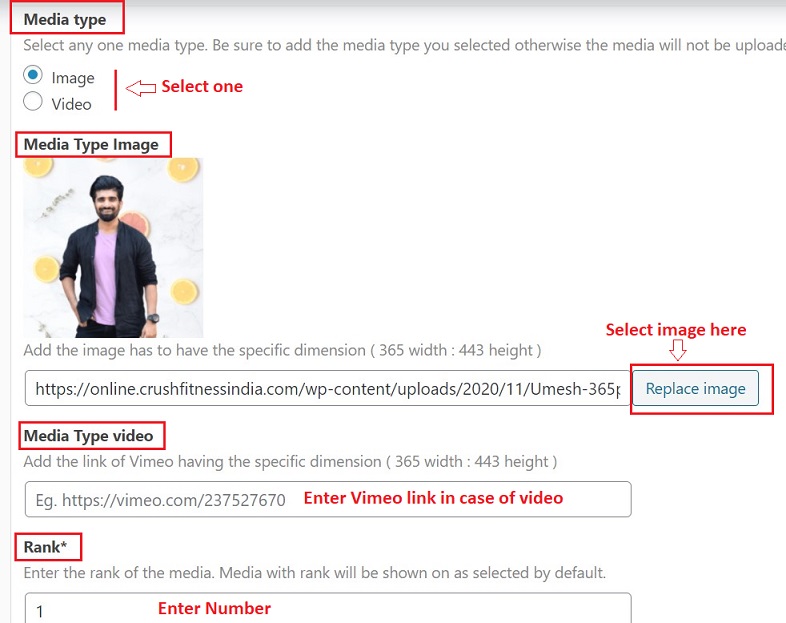 Media type
Select any one media type. Be sure to add the media type you selected otherwise the media will not be uploade
Image
Video
Select one
Media Type Image
Select image here
Add the image has to have the specific dimension ( 365 width : 443 height )
https://online.crushfitnessindia.com/wp-content/uploads/2020/11/Umesh-365p
Replace image
Media Type video
Add the link of Vimeo having the specific dimension ( 365 width : 443 height )
Eg. https://vimeo.com/237527670 Enter Vimeo link in case of video
Rank*
Enter the rank of the media. Media with rank will be shown on as selected by default.
1 Enter Number